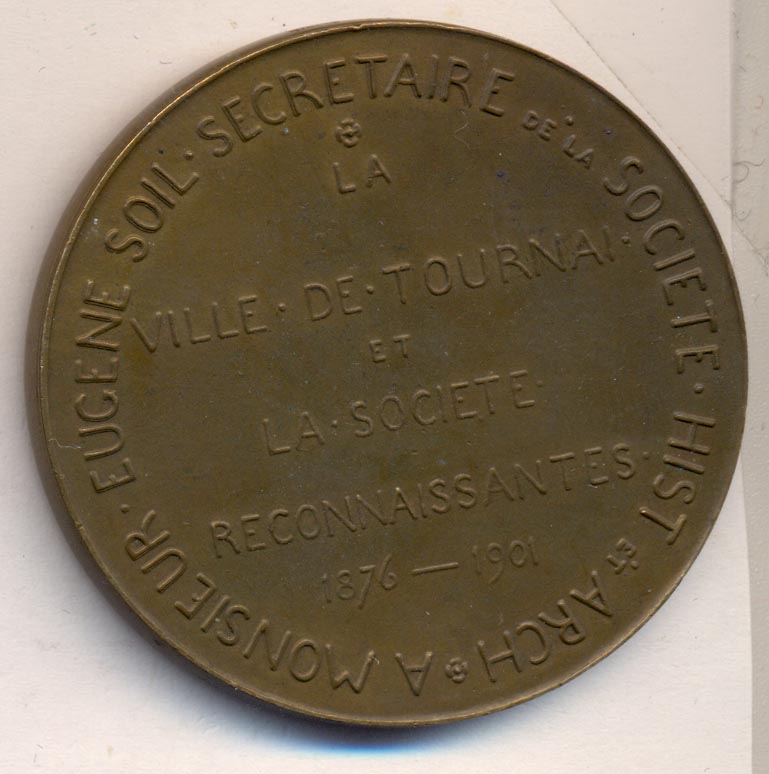 A MONSIEUR · EUGENE SOIL · SECRETAIRE DE · LA SOCIETE · HIST ET ARCH
LA
VILLE · DE · TOURNAI ·
ET
LA · SOCIETE ·
RECONNAISSANTES ·
1876 — 1901